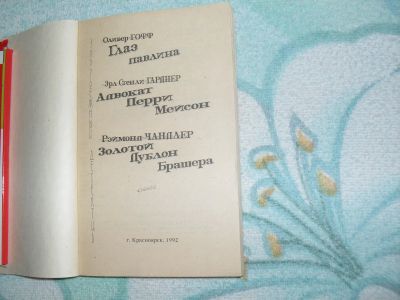 Оливер ГОФФ
Глаз
павлина
Эрл Стенли ГАРДНЕР
Адвокат
Перри
Мейсон
Рэймонд ЧАНДЛЕР
Золотой
Дублон
Брашера
г. Красноярск, 1992